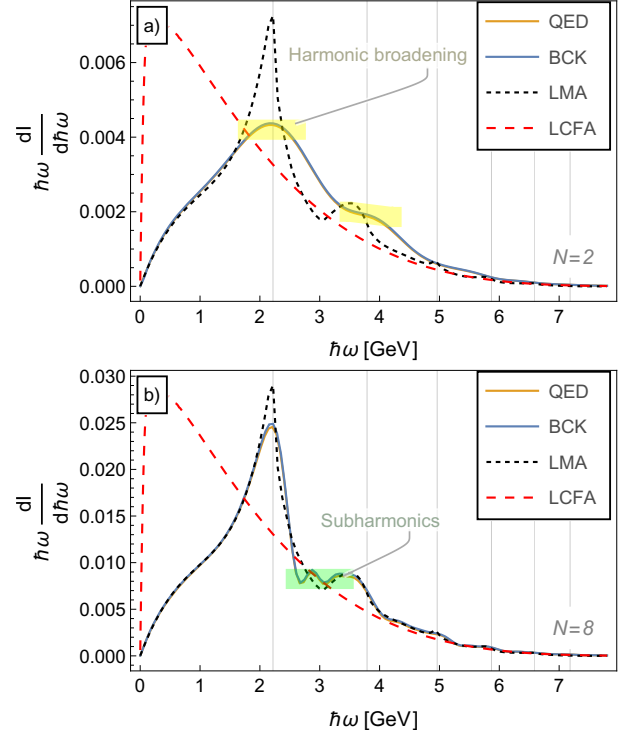 a)
Harmonic broadening
QED
BCK
LMA
LCFA
N=2
ħω dI/dħω
0.006
0.004
0.002
0.000
0 1 2 3 4 5 6 7
ħω [GeV]
b)
Subharmonics
QED
BCK
LMA
LCFA
N=8
ħω dI/dħω
0.030
0.025
0.020
0.015
0.010
0.005
0.000
0 1 2 3 4 5 6 7
ħω [GeV]